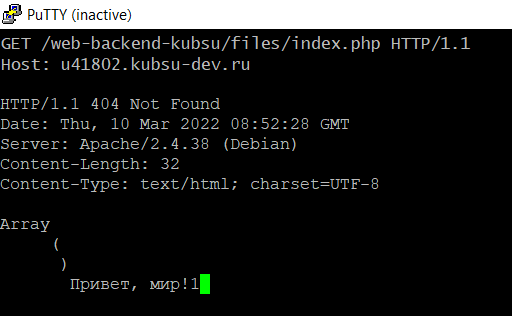 PuTTY (inactive)
GET /web-backend-kubsu/files/index.php HTTP/1.1
Host: u41802.kubsu-dev.ru
HTTP/1.1 404 Not Found
Date: Thu, 10 Mar 2022 08:52:28 GMT
Server: Apache/2.4.38 (Debian)
Content-Length: 32
Content-Type: text/html; charset=UTF-8
Array
(
)
Привет, мир!1